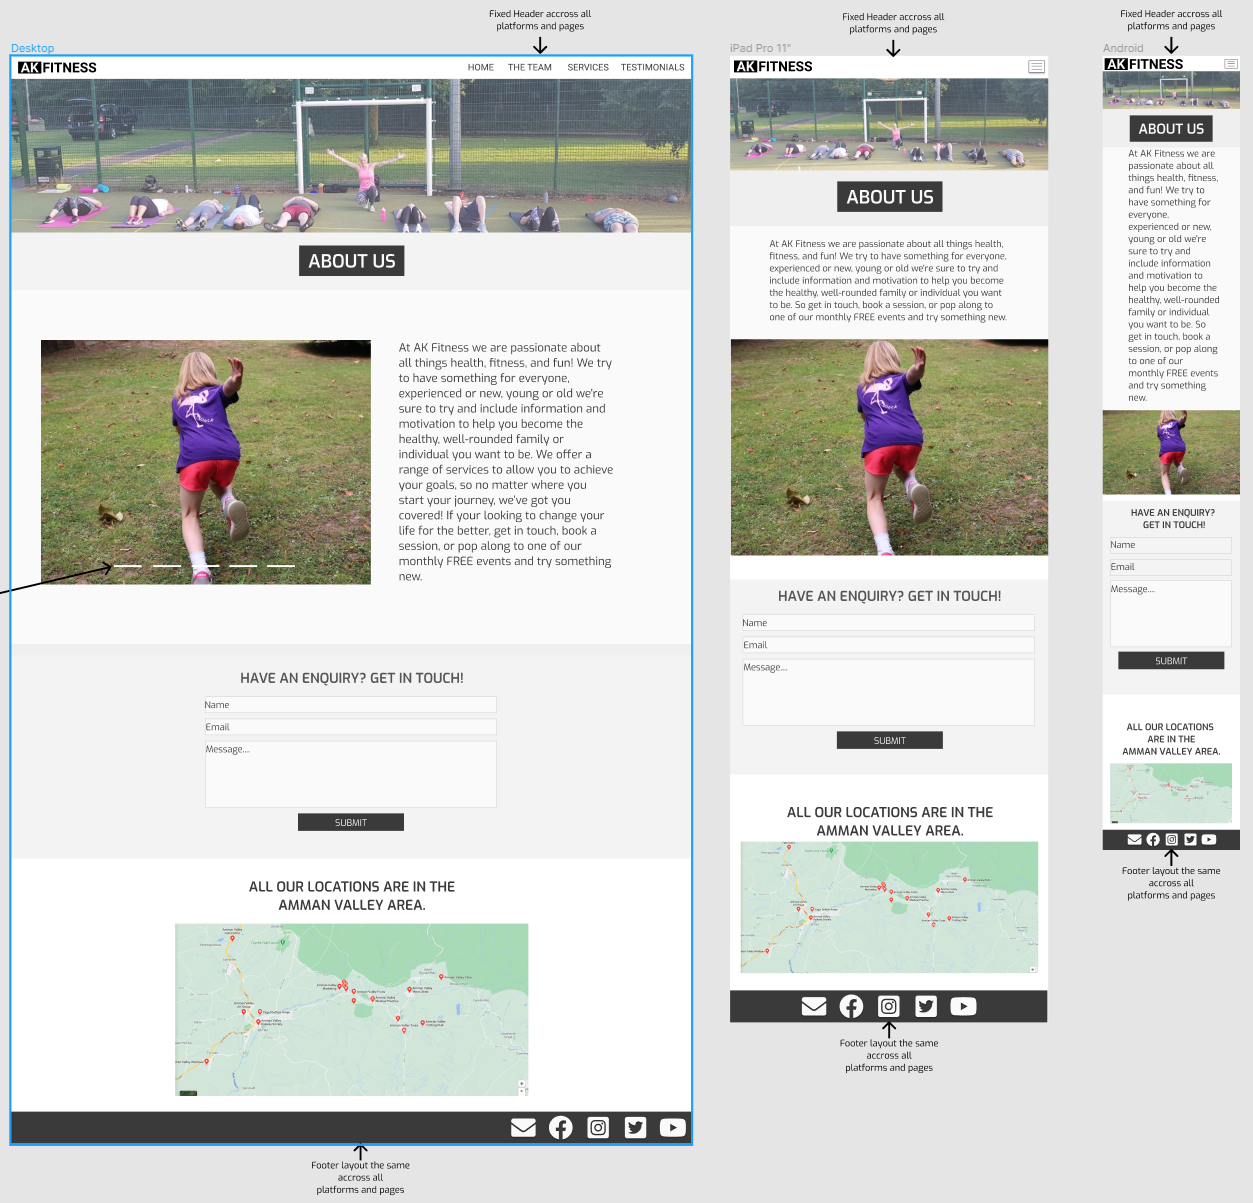 Fixed Header accross all
platforms and pages
Desktop
AK FITNESS
HOME THE TEAM SERVICES TESTIMONIALS
ABOUT US
At AK Fitness we are passionate about
all things health, fitness, and fun! We try
to have something for everyone,
experienced or new, young or old we're
sure to try and include information and
motivation to help you become the
healthy, well-rounded family or
individual you want to be. We offer a
range of services to allow you to achieve
your goals, so no matter where you
start your journey, we've got you
covered! If your looking to change your
life for the better, get in touch, book a
session, or pop along to one of our
monthly FREE events and try something
new.
HAVE AN ENQUIRY? GET IN TOUCH!
Name
Email
Message....
SUBMIT
ALL OUR LOCATIONS ARE IN THE
AMMAN VALLEY AREA.
Footer layout the same
accross all
platforms and pages
Fixed Header accross all
platforms and pages
iPad Pro 11"
AK FITNESS
ABOUT US
At AK Fitness we are passionate about all things health,
fitness, and fun! We try to have something for everyone,
experienced or new, young or old we're sure to try and
include information and motivation to help you become
the healthy, well-rounded family or individual you want
to be. So get in touch, book a session, or pop along to
one of our monthly FREE events and try something new.
HAVE AN ENQUIRY? GET IN TOUCH!
Name
Email
Message....
SUBMIT
ALL OUR LOCATIONS ARE IN THE
AMMAN VALLEY AREA.
Footer layout the same
accross all
platforms and pages
Fixed Header accross all
platforms and pages
Android
AK FITNESS
ABOUT US
At AK Fitness we are
passionate about all
things health, fitness,
and fun! We try to
have something for
everyone,
experienced or new,
young or old we're
sure to try and
include information
and motivation to
help you become the
healthy, well-rounded
family or individual
you want to be. So
get in touch, book a
session, or pop along
to one of our
monthly FREE events
and try something
new.
HAVE AN ENQUIRY?
GET IN TOUCH!
Name
Email
Message....
SUBMIT
ALL OUR LOCATIONS
ARE IN THE
AMMAN VALLEY AREA.
Footer layout the same
accross all
platforms and pages